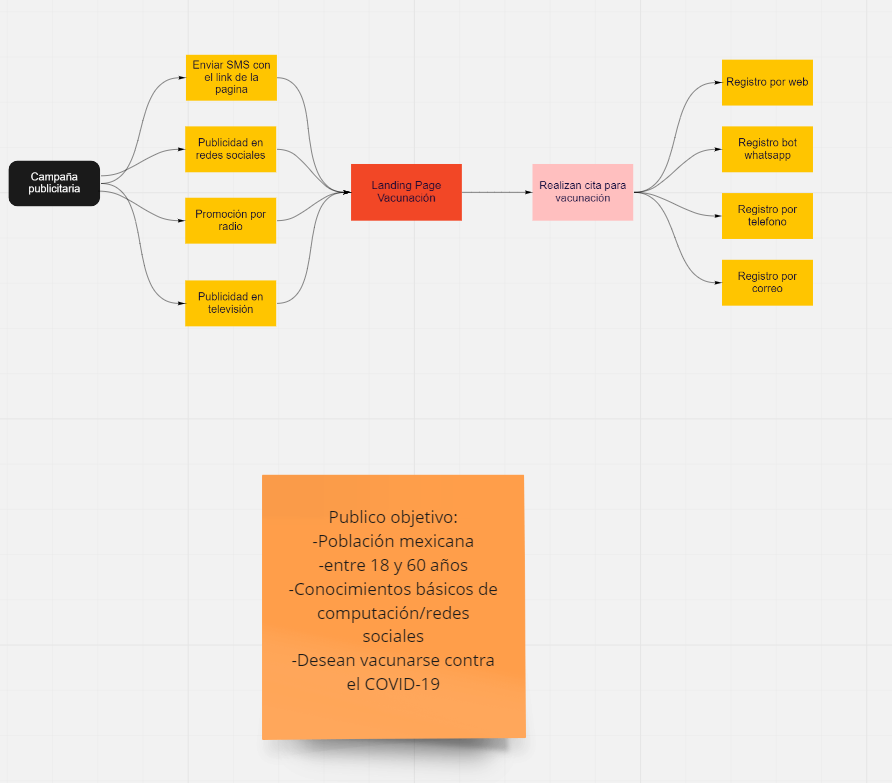 Campaña
publicitaria
Enviar SMS con
el link de la
pagina
Publicidad en
redes sociales
Promoción por
radio
Publicidad en
televisión
Landing Page
Vacunación
Realizan cita para
vacunación
Registro por web
Registro bot
whatsapp
Registro por
telefono
Registro por
correo
Publico objetivo:
-Población mexicana
-entre 18 y 60 años
-Conocimientos básicos de
computación/redes
sociales
-Desean vacunarse contra
el COVID-19